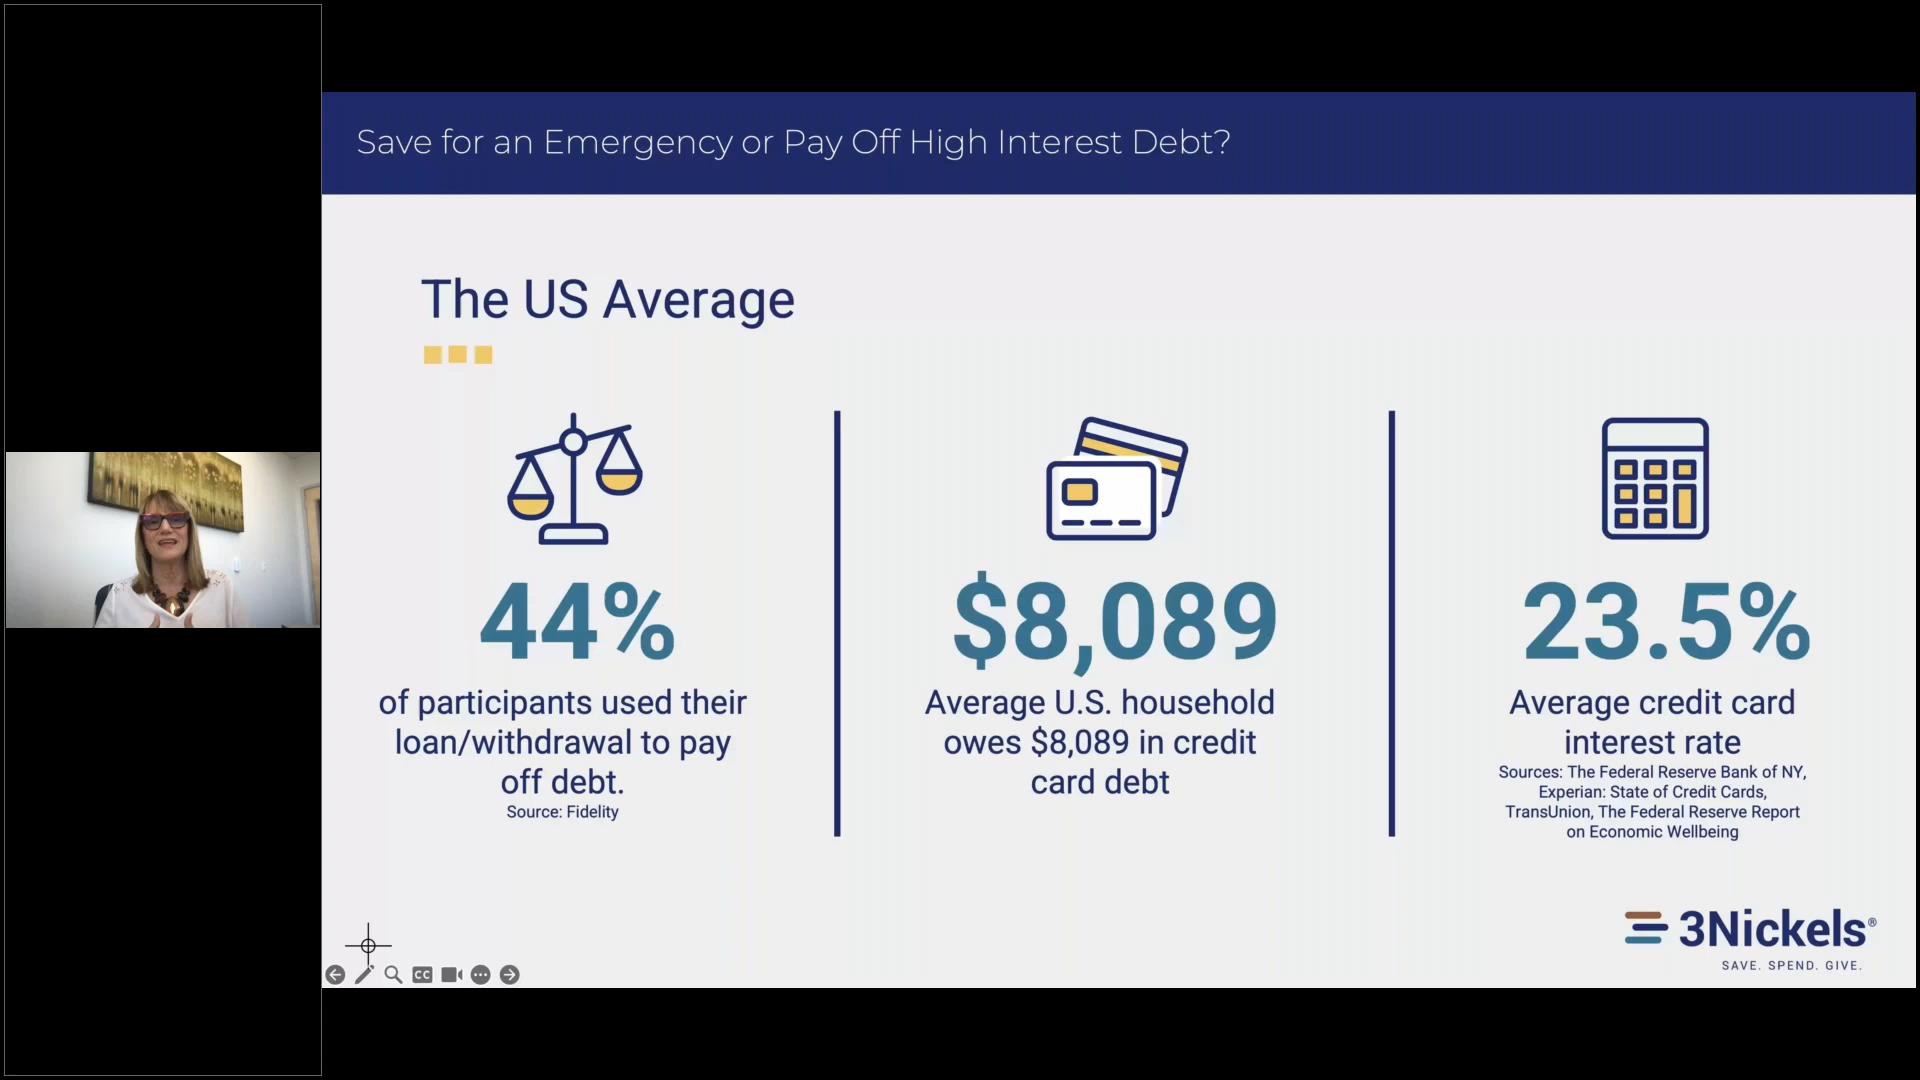 Save for an Emergency or Pay Off High Interest Debt?
The US Average
44%
of participants used their
loan/withdrawal to pay
off debt.
Source: Fidelity
$8,089
Average U.S. household
owes $8,089 in credit
card debt
23.5%
Average credit card
interest rate
Sources: The Federal Reserve Bank of NY,
Experian: State of Credit Cards,
TransUnion, The Federal Reserve Report
on Economic Wellbeing
3Nickels®
SAVE. SPEND. GIVE.
CC